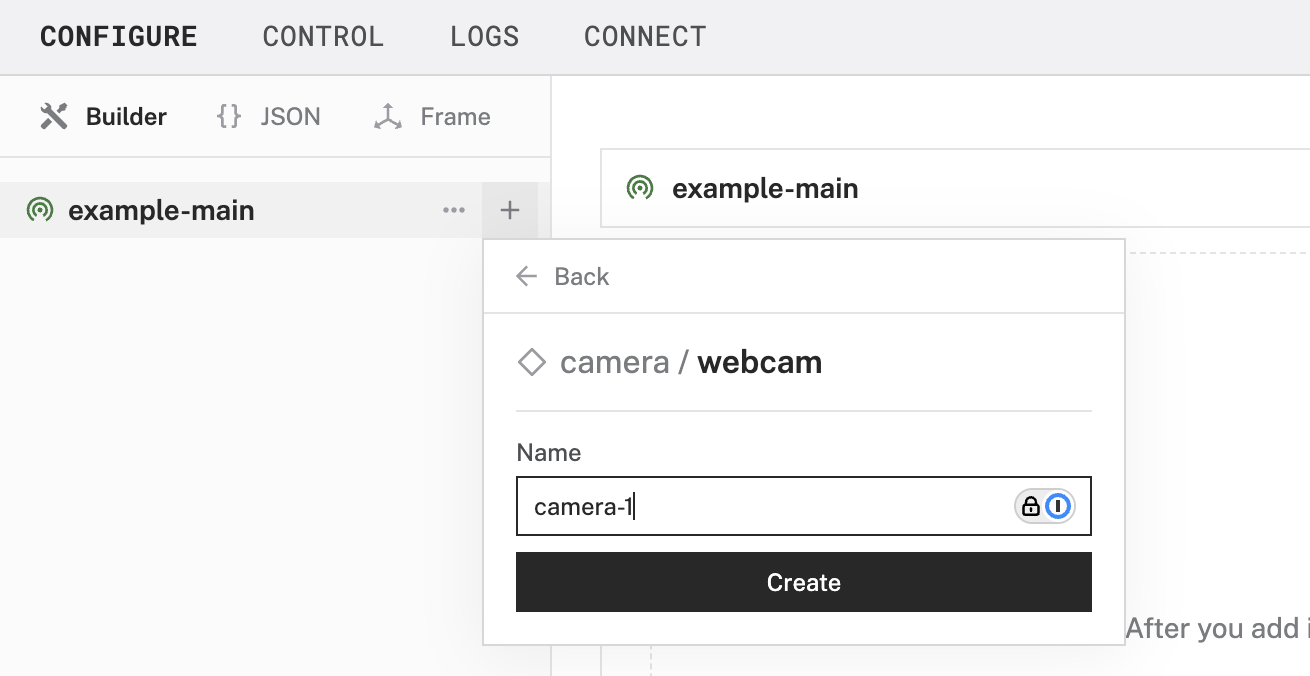 CONFIGURE CONTROL LOGS CONNECT
Builder {} JSON Frame
example-main ... +
example-main
Back
camera / webcam
Name
camera-1
Create
After you add i